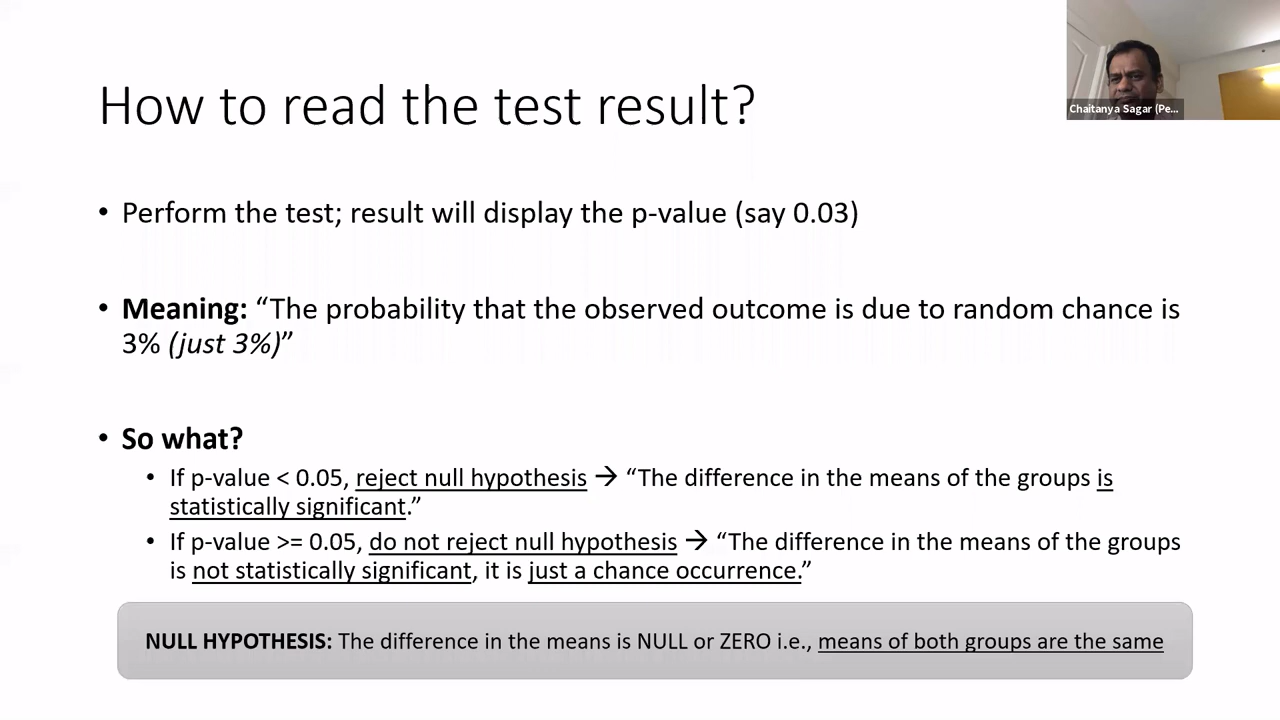 How to read the test result?
Chaitanya Sagar (Pe...
• Perform the test; result will display the p-value (say 0.03)
• Meaning: “The probability that the observed outcome is due to random chance is
3% (just 3%)”
• So what?
• If p-value < 0.05, reject null hypothesis → “The difference in the means of the groups is
statistically significant.”
• If p-value >= 0.05, do not reject null hypothesis → “The difference in the means of the groups
is not statistically significant, it is just a chance occurrence.”
NULL HYPOTHESIS: The difference in the means is NULL or ZERO i.e., means of both groups are the same